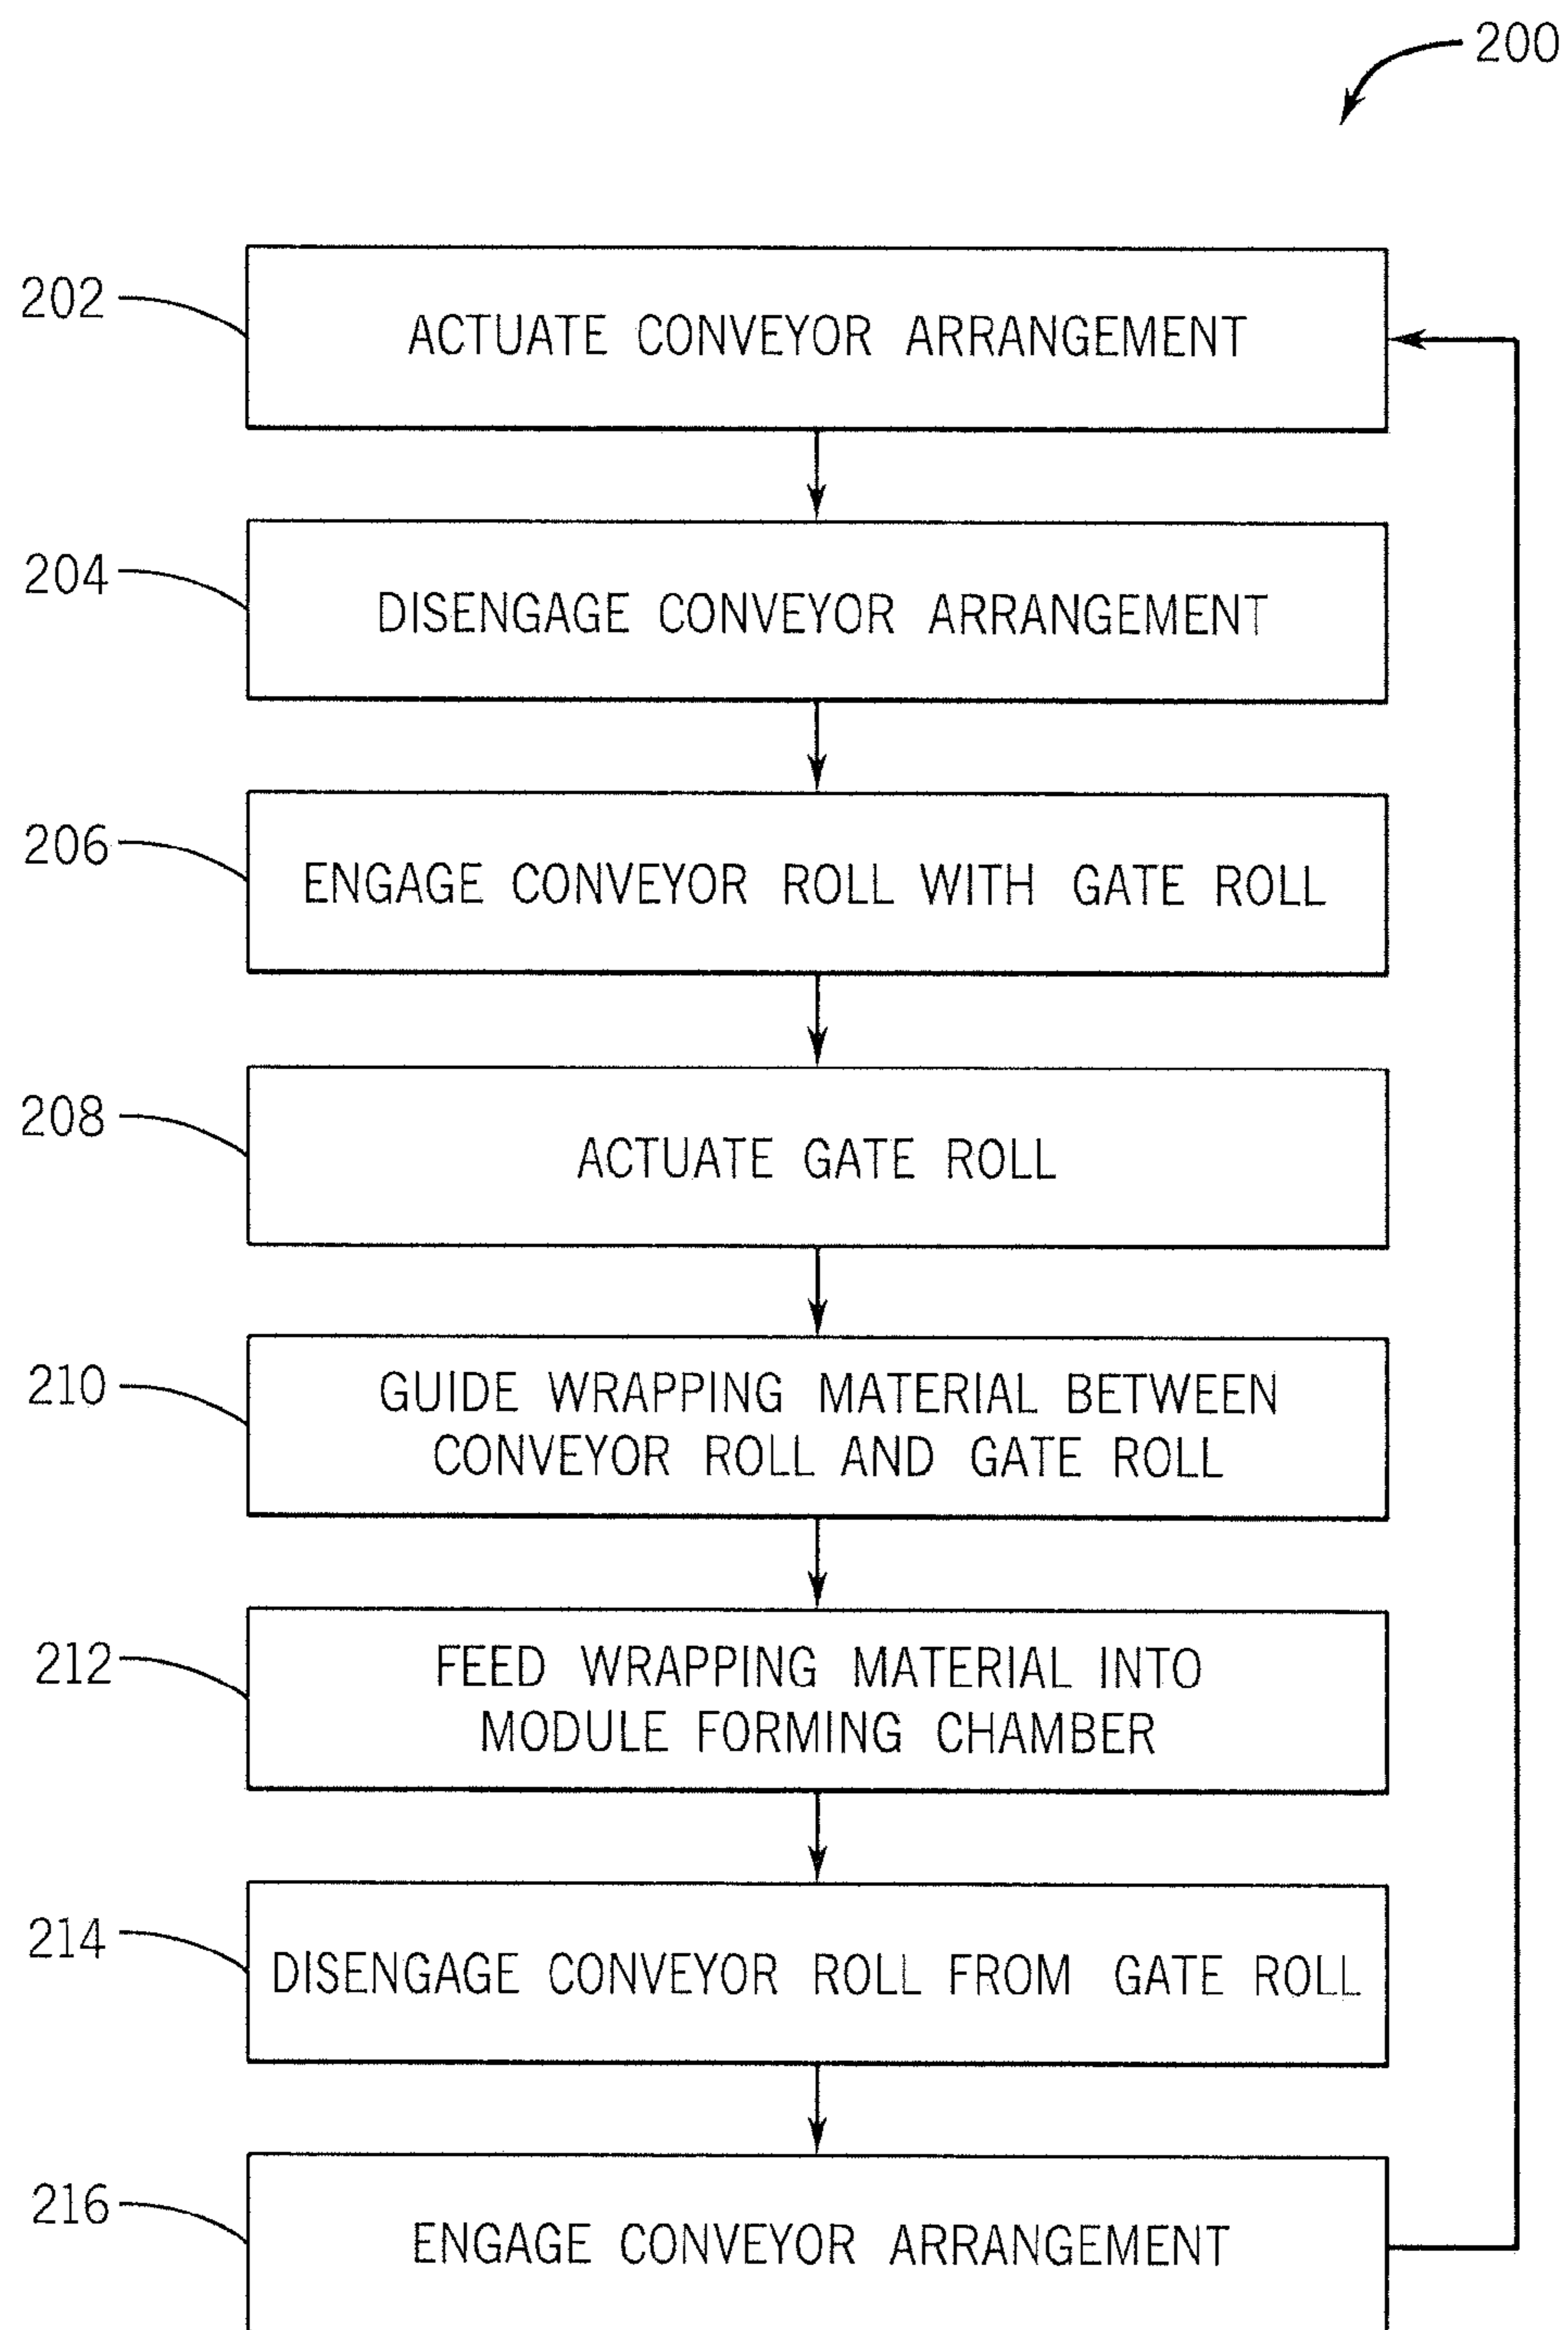 200
202
ACTUATE CONVEYOR ARRANGEMENT
204
DISENGAGE CONVEYOR ARRANGEMENT
206
ENGAGE CONVEYOR ROLL WITH GATE ROLL
208
ACTUATE GATE ROLL
210
GUIDE WRAPPING MATERIAL BETWEEN
CONVEYOR ROLL AND GATE ROLL
212
FEED WRAPPING MATERIAL INTO
MODULE FORMING CHAMBER
214
DISENGAGE CONVEYOR ROLL FROM GATE ROLL
216
ENGAGE CONVEYOR ARRANGEMENT